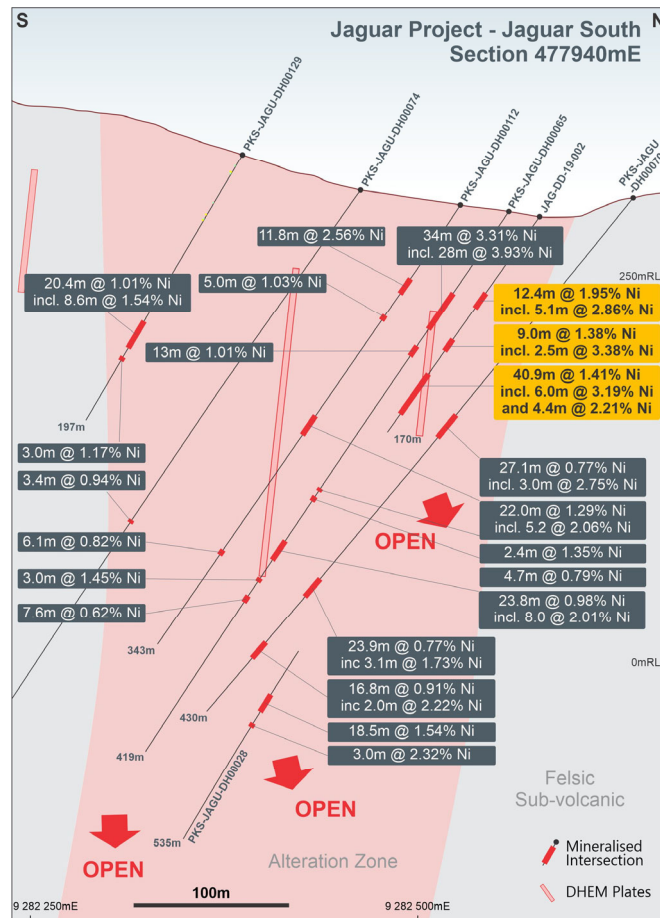 S
N
Jaguar Project - Jaguar South
Section 477940mE
PKS-JAGU-DH00129
PKS-JAGU-DH00074
PKS-JAGU-DH00112
PKS-JAGU-DH00065
JAG-DD-19-002
PKS-JAGU
-DH00070
11.8m @ 2.56% Ni
34m @ 3.31% Ni
incl. 28m @ 3.93% Ni
250mRL
20.4m @ 1.01% Ni
incl. 8.6m @ 1.54% Ni
5.0m @ 1.03% Ni
12.4m @ 1.95% Ni
incl. 5.1m @ 2.86% Ni
13m @ 1.01% Ni
9.0m @ 1.38% Ni
incl. 2.5m @ 3.38% Ni
40.9m @ 1.41% Ni
incl. 6.0m @ 3.19% Ni
and 4.4m @ 2.21% Ni
197m
170m
3.0m @ 1.17% Ni
3.4m @ 0.94% Ni
27.1m @ 0.77% Ni
incl. 3.0m @ 2.75% Ni
22.0m @ 1.29% Ni
incl. 5.2 @ 2.06% Ni
OPEN
6.1m @ 0.82% Ni
2.4m @ 1.35% Ni
3.0m @ 1.45% Ni
4.7m @ 0.79% Ni
7.6m @ 0.62% Ni
23.8m @ 0.98% Ni
incl. 8.0 @ 2.01% Ni
343m
23.9m @ 0.77% Ni
inc 3.1m @ 1.73% Ni
0mRL
16.8m @ 0.91% Ni
inc 2.0m @ 2.22% Ni
430m
18.5m @ 1.54% Ni
419m
3.0m @ 2.32% Ni
PKS-JAGU-DH00028
OPEN
Felsic
Sub-volcanic
535m
OPEN
Alteration Zone
Mineralised
Intersection
DHEM Plates
100m
9 282 250mE
9 282 500mE